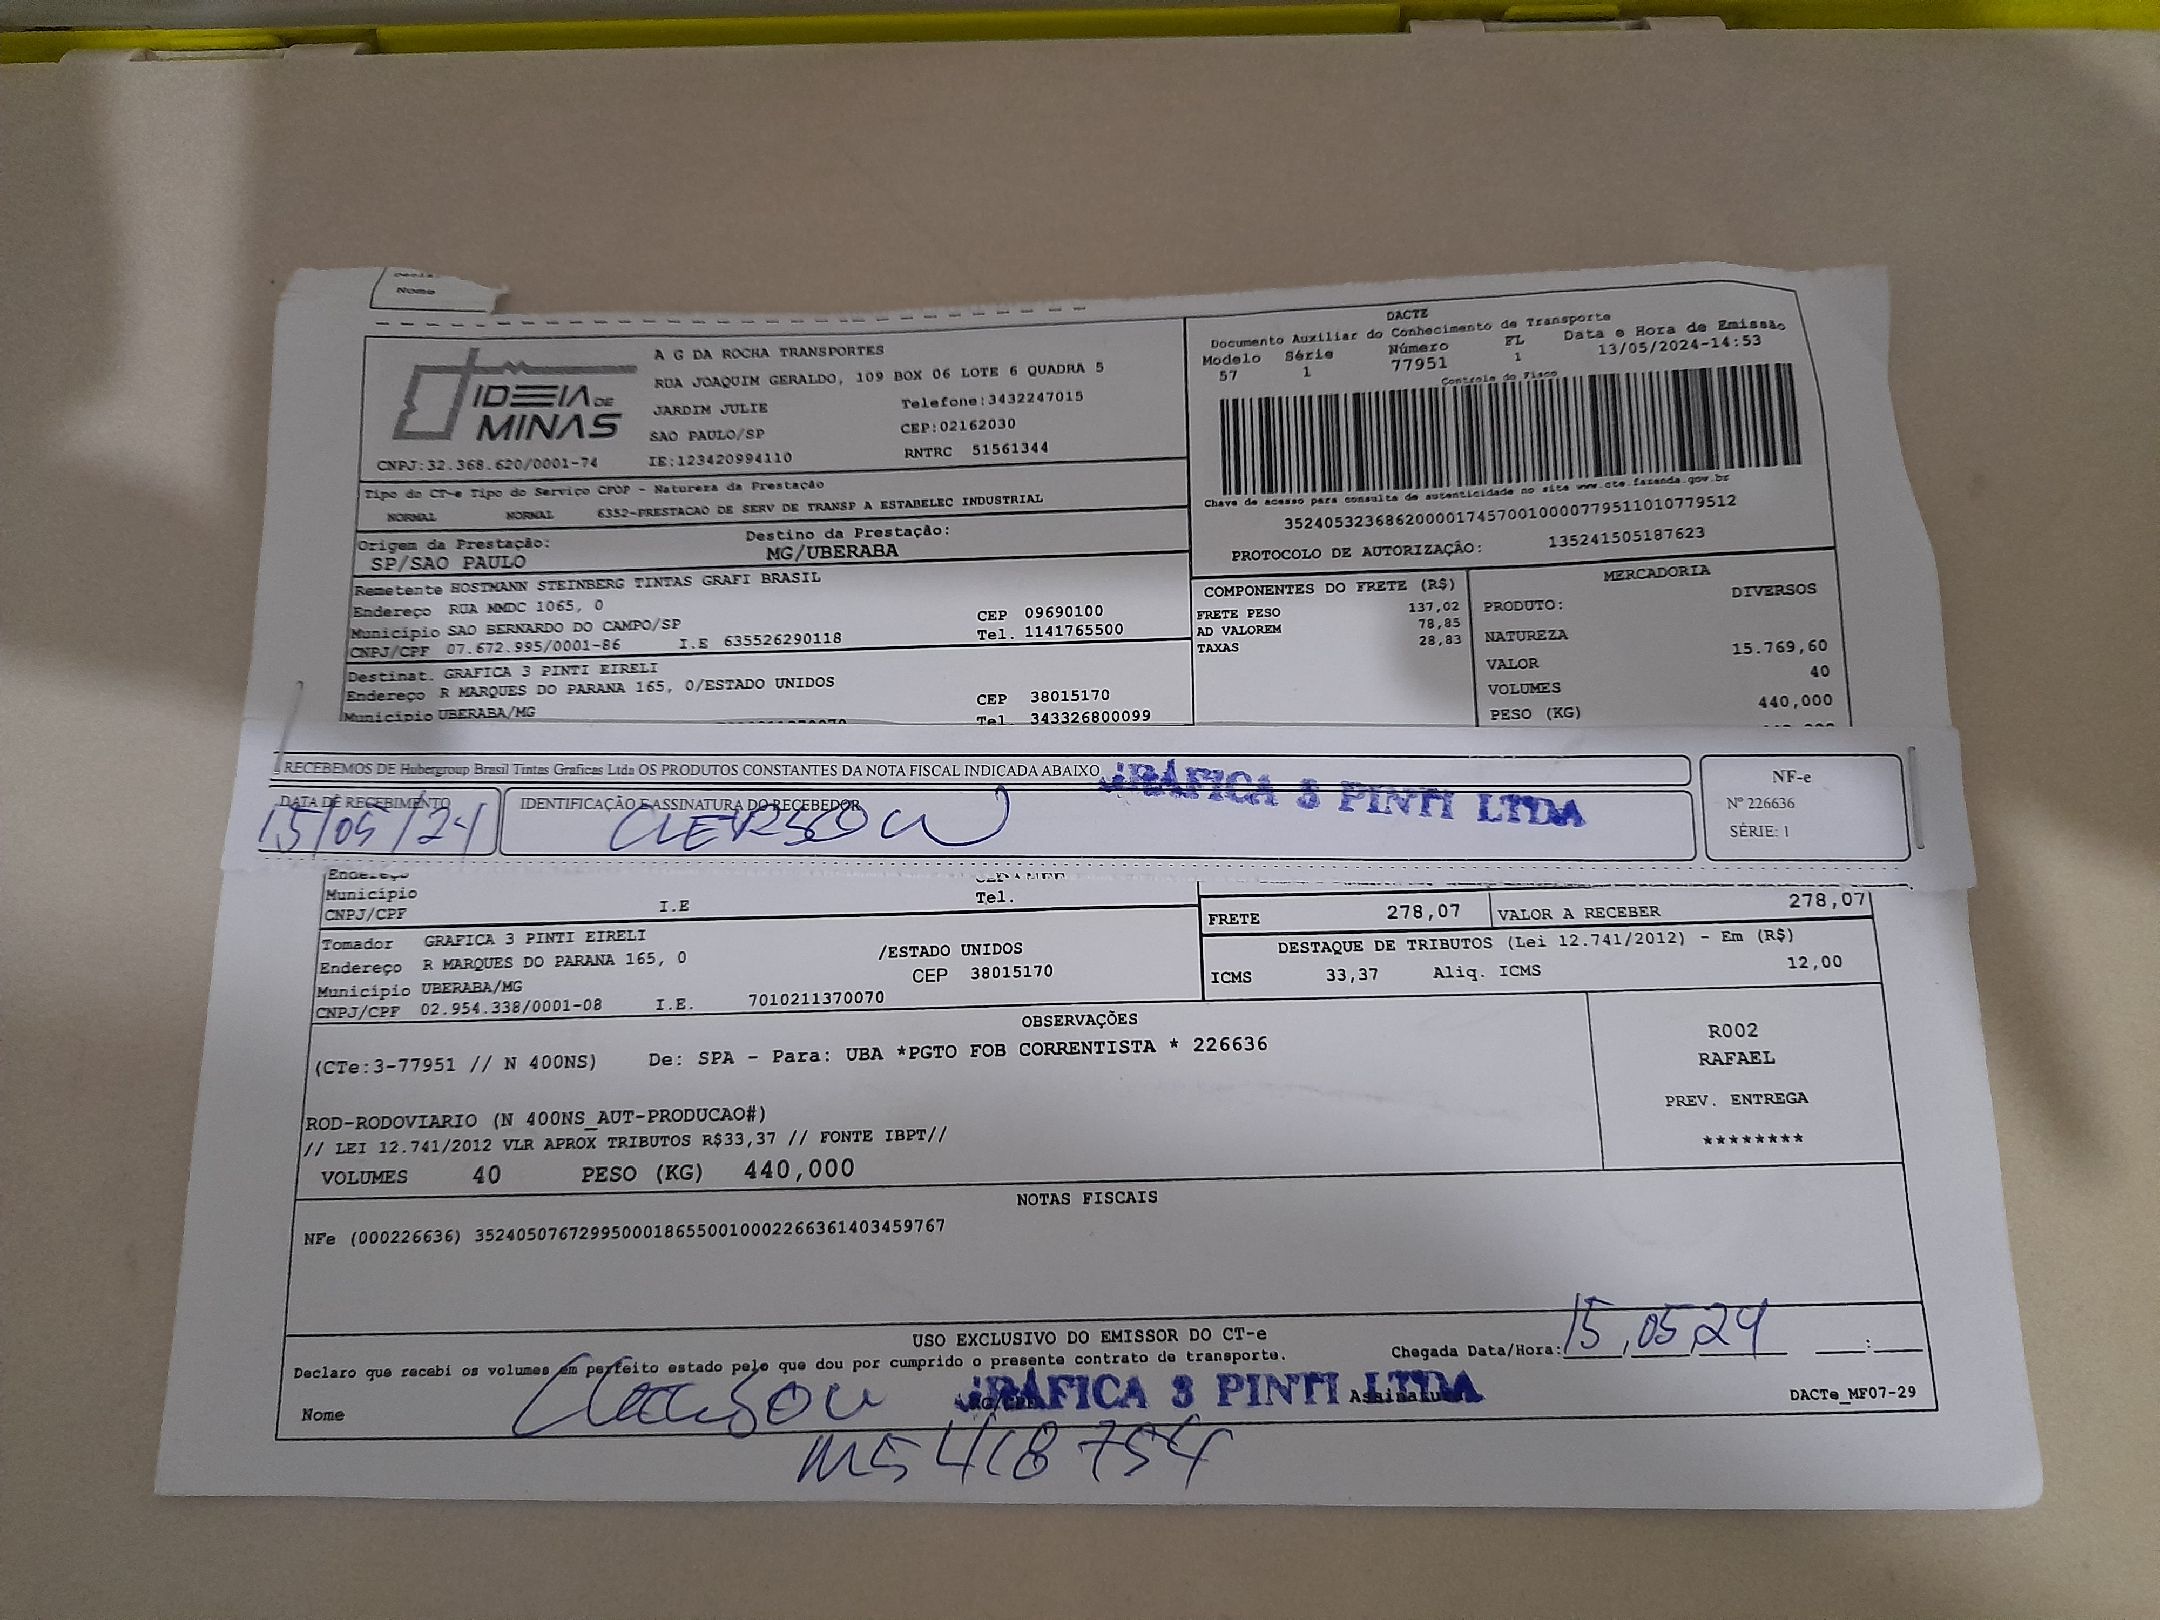 Nome
IDEIA DE MINAS
CNPJ:32.368.620/0001-74
A G DA ROCHA TRANSPORTES
RUA JOAQUIM GERALDO, 109 BOX 06 LOTE 6 QUADRA 5
JARDIM JULIE Telefone:3432247015
SAO PAULO/SP CEP:02162030
IE:123420994110 RNTRC 51561344
DACTE
Documento Auxiliar do Conhecimento de Transporte
Modelo Série Número FL Data e Hora de Emissão
57 1 77951 1 13/05/2024-14:53
Controle do Fisco
Chave de acesso para consulta de autenticidade no site www.cte.fazenda.gov.br
35240532368620000174570010000779511010779512
PROTOCOLO DE AUTORIZAÇÃO: 135241505187623
Tipo do CT-e Tipo do Serviço CFOP - Natureza da Prestação
NORMAL NORMAL 6352-PRESTACAO DE SERV DE TRANSP A ESTABELEC INDUSTRIAL
Origem da Prestação: Destino da Prestação:
SP/SAO PAULO MG/UBERABA
Remetente HOSTMANN STEINBERG TINTAS GRAFI BRASIL
Endereço RUA MMDC 1065, 0 CEP 09690100
Município SAO BERNARDO DO CAMPO/SP Tel. 1141765500
CNPJ/CPF 07.672.995/0001-86 I.E 635526290118
Destinat. GRAFICA 3 PINTI EIRELI
Endereço R MARQUES DO PARANA 165, 0/ESTADO UNIDOS CEP 38015170
Município UBERABA/MG Tel. 343326800099
COMPONENTES DO FRETE (R$)
FRETE PESO 137,02
AD VALOREM 78,85
TAXAS 28,83
MERCADORIA
PRODUTO: DIVERSOS
NATUREZA
VALOR 15.769,60
VOLUMES 40
PESO (KG) 440,000
RECEBEMOS DE Hubergroup Brasil Tintas Graficas Ltda OS PRODUTOS CONSTANTES DA NOTA FISCAL INDICADA ABAIXO
GRÁFICA 3 PINTI LTDA
DATA DE RECEBIMENTO IDENTIFICAÇÃO E ASSINATURA DO RECEBEDOR
15/05/24 CLEVERSON
NF-e
Nº 226636
SÉRIE: 1
Endereço
Município Tel.
CNPJ/CPF I.E
FRETE 278,07 VALOR A RECEBER 278,07
Tomador GRAFICA 3 PINTI EIRELI
Endereço R MARQUES DO PARANA 165, 0 /ESTADO UNIDOS
Município UBERABA/MG CEP 38015170
CNPJ/CPF 02.954.338/0001-08 I.E. 7010211370070
DESTAQUE DE TRIBUTOS (Lei 12.741/2012) - Em (R$)
ICMS 33,37 Aliq. ICMS 12,00
OBSERVAÇÕES
(CTe:3-77951 // N 400NS) De: SPA - Para: UBA *PGTO FOB CORRENTISTA * 226636
ROD-RODOVIARIO (N 400NS_AUT-PRODUCAO#)
// LEI 12.741/2012 VLR APROX TRIBUTOS R$33,37 // FONTE IBPT//
VOLUMES 40 PESO (KG) 440,000
R002
RAFAEL
PREV. ENTREGA
********
NOTAS FISCAIS
NFe (000226636) 35240507672995000186550010002266361403459767
USO EXCLUSIVO DO EMISSOR DO CT-e
Declaro que recebi os volumes em perfeito estado pelo que dou por cumprido o presente contrato de transporte.
Chegada Data/Hora: 15,05,24 :
Nome
GRÁFICA 3 PINTI LTDA
Assinatura
DACTe_MF07-29
M5418754